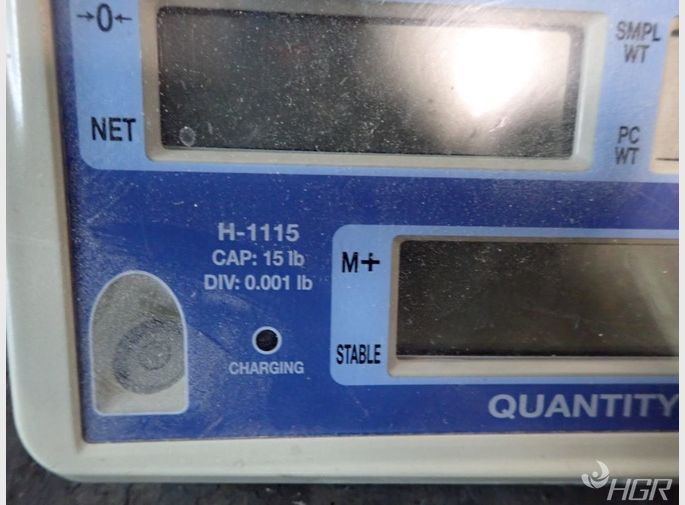 →0←
SMPL
WT
NET
PC
WT
H-1115
CAP: 15 lb
DIV: 0.001 lb
M+
STABLE
CHARGING
QUANTITY
HGR